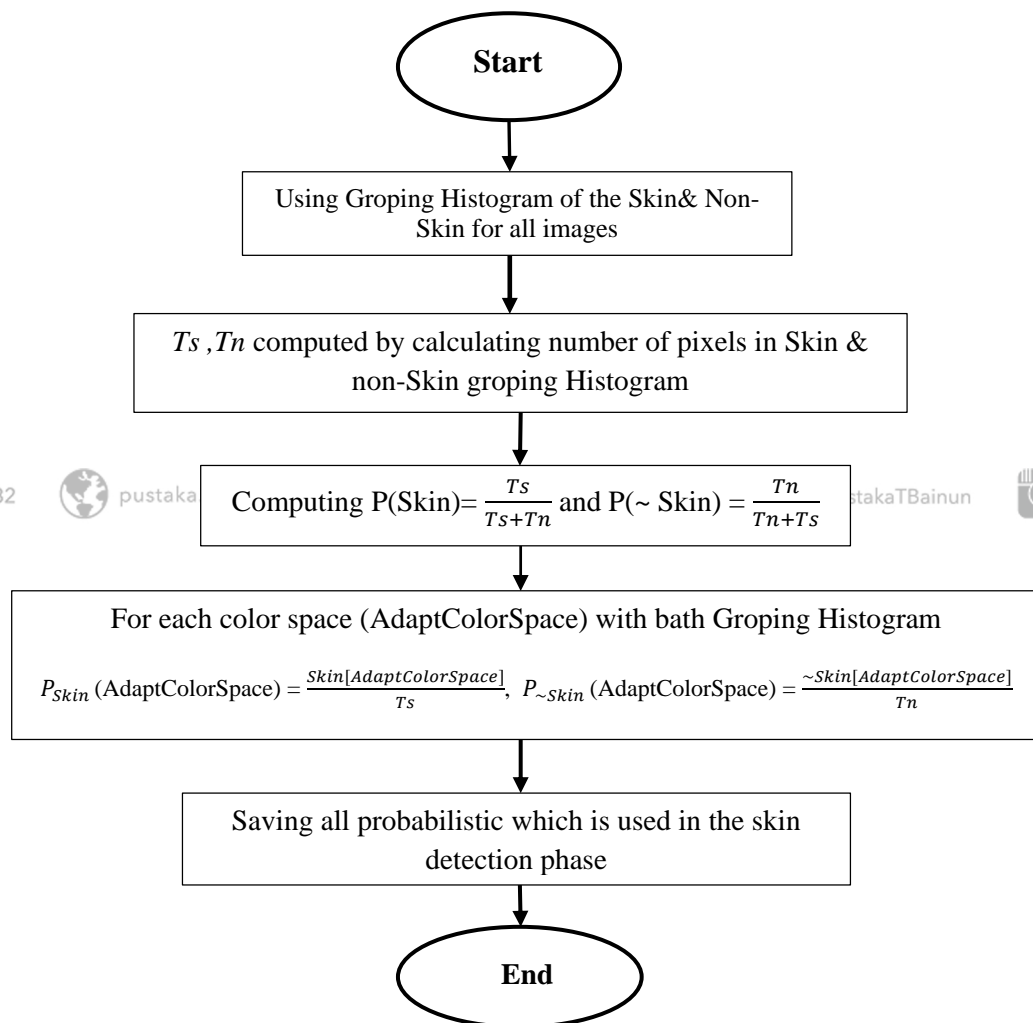 Start
Using Groping Histogram of the Skin& Non-
Skin for all images
Ts ,Tn computed by calculating number of pixels in Skin &
non-Skin groping Histogram
32 pustaka
Computing P(Skin)= Ts/Ts+Tn and P(~ Skin) = Tn/Tn+Ts
stakaTBainun
For each color space (AdaptColorSpace) with bath Groping Histogram
P_Skin (AdaptColorSpace) = Skin[AdaptColorSpace]/Ts, P_~Skin (AdaptColorSpace) = ~Skin[AdaptColorSpace]/Tn
Saving all probabilistic which is used in the skin
detection phase
End